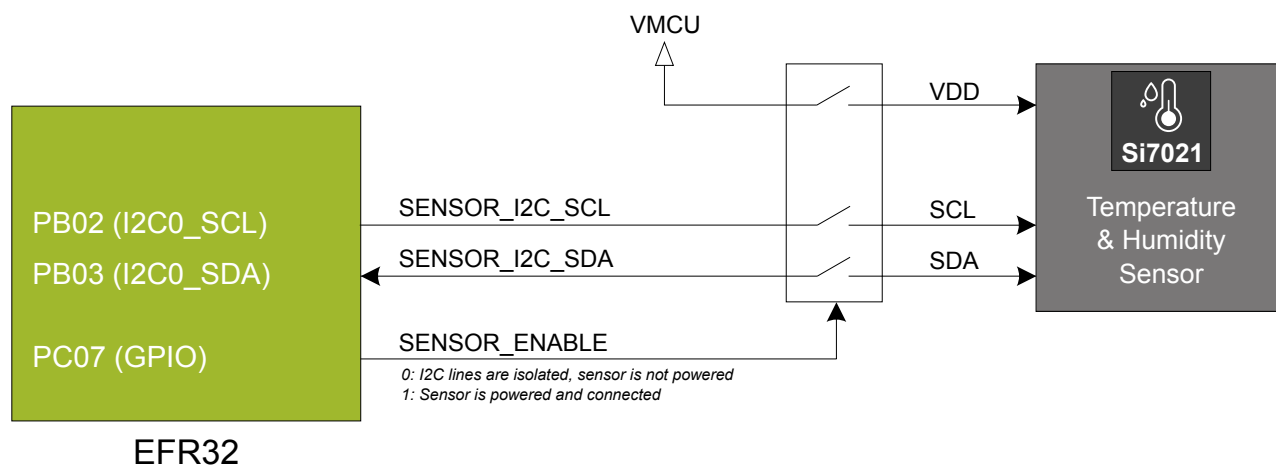 VMCU
VDD
Si7021
PB02 (I2C0_SCL)
SENSOR_I2C_SCL
SCL
Temperature
& Humidity
Sensor
PB03 (I2C0_SDA)
SENSOR_I2C_SDA
SDA
PC07 (GPIO)
SENSOR_ENABLE
0: I2C lines are isolated, sensor is not powered
1: Sensor is powered and connected
EFR32